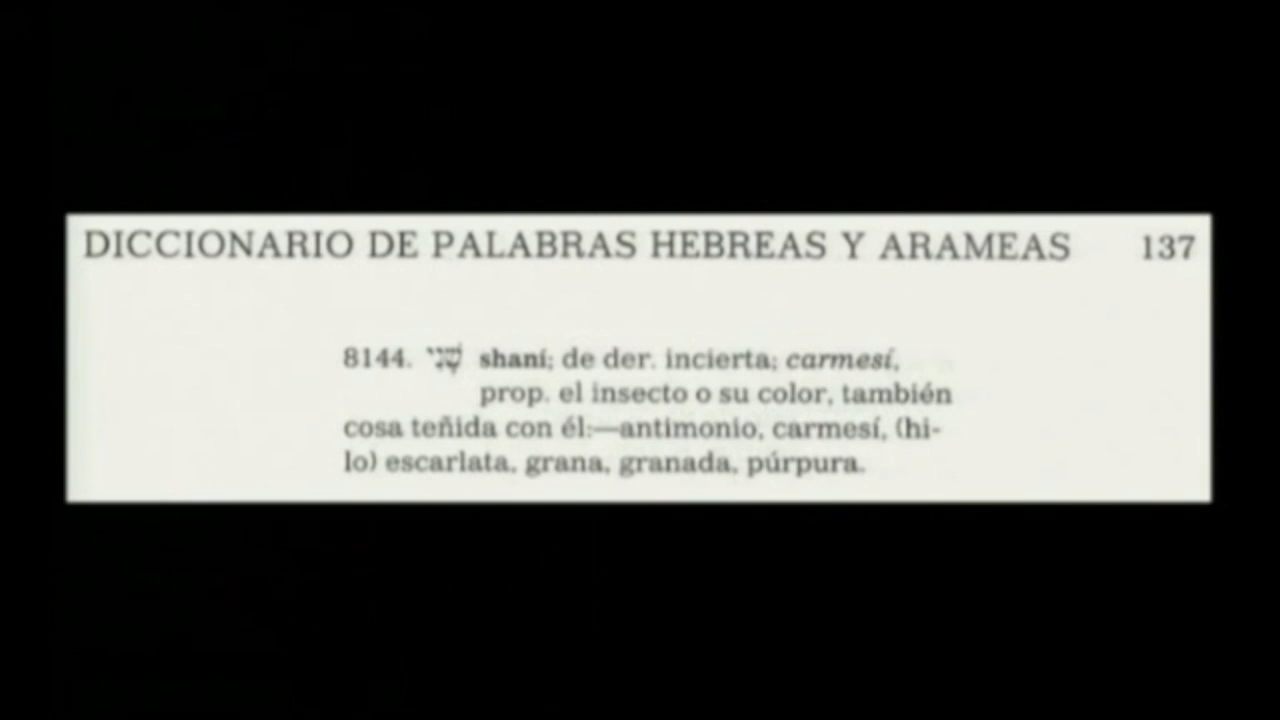 DICCIONARIO DE PALABRAS HEBREAS Y ARAMEAS 137
8144. שָׁנִי shaní; de der. incierta; carmesí,
prop. el insecto o su color, también
cosa teñida con él:—antimonio, carmesí, (hi-
lo) escarlata, grana, granada, púrpura.